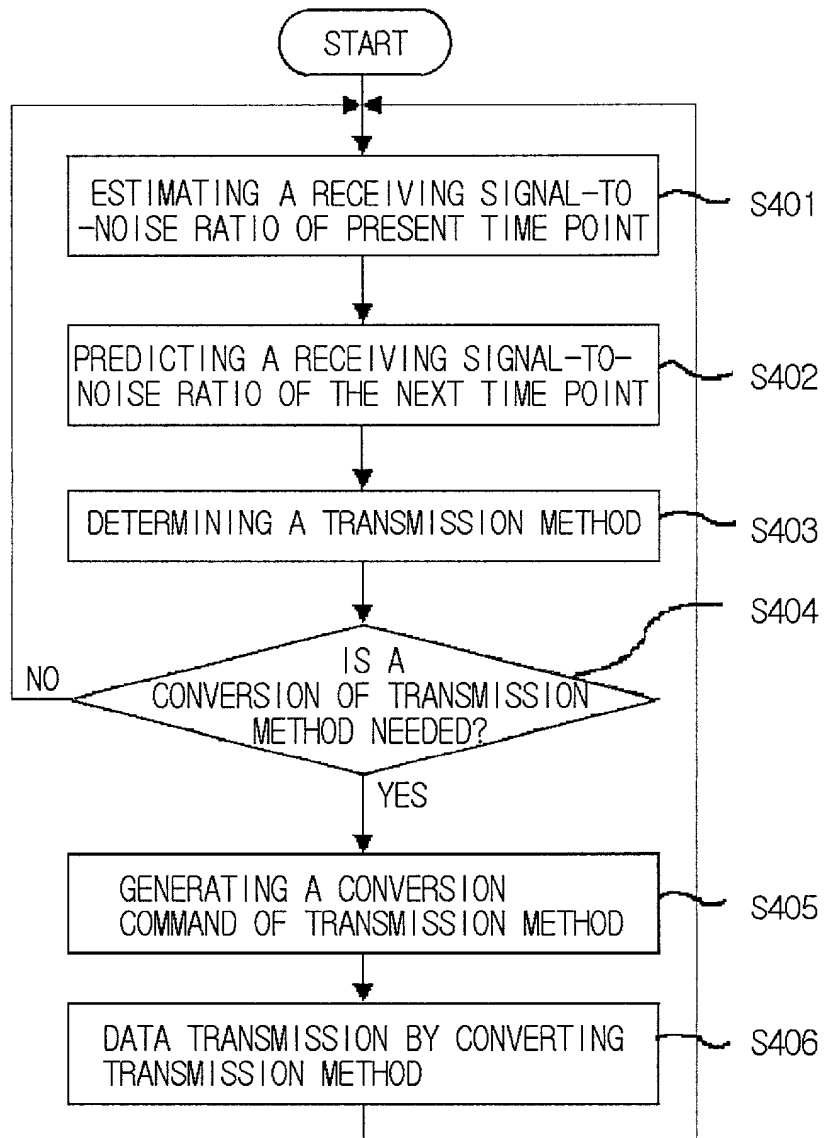 START
ESTIMATING A RECEIVING SIGNAL-TO
-NOISE RATIO OF PRESENT TIME POINT
S401
PREDICTING A RECEIVING SIGNAL-TO-
NOISE RATIO OF THE NEXT TIME POINT
S402
DETERMINING A TRANSMISSION METHOD
S403
S404
IS A
CONVERSION OF TRANSMISSION
METHOD NEEDED?
NO
YES
GENERATING A CONVERSION
COMMAND OF TRANSMISSION METHOD
S405
DATA TRANSMISSION BY CONVERTING
TRANSMISSION METHOD
S406